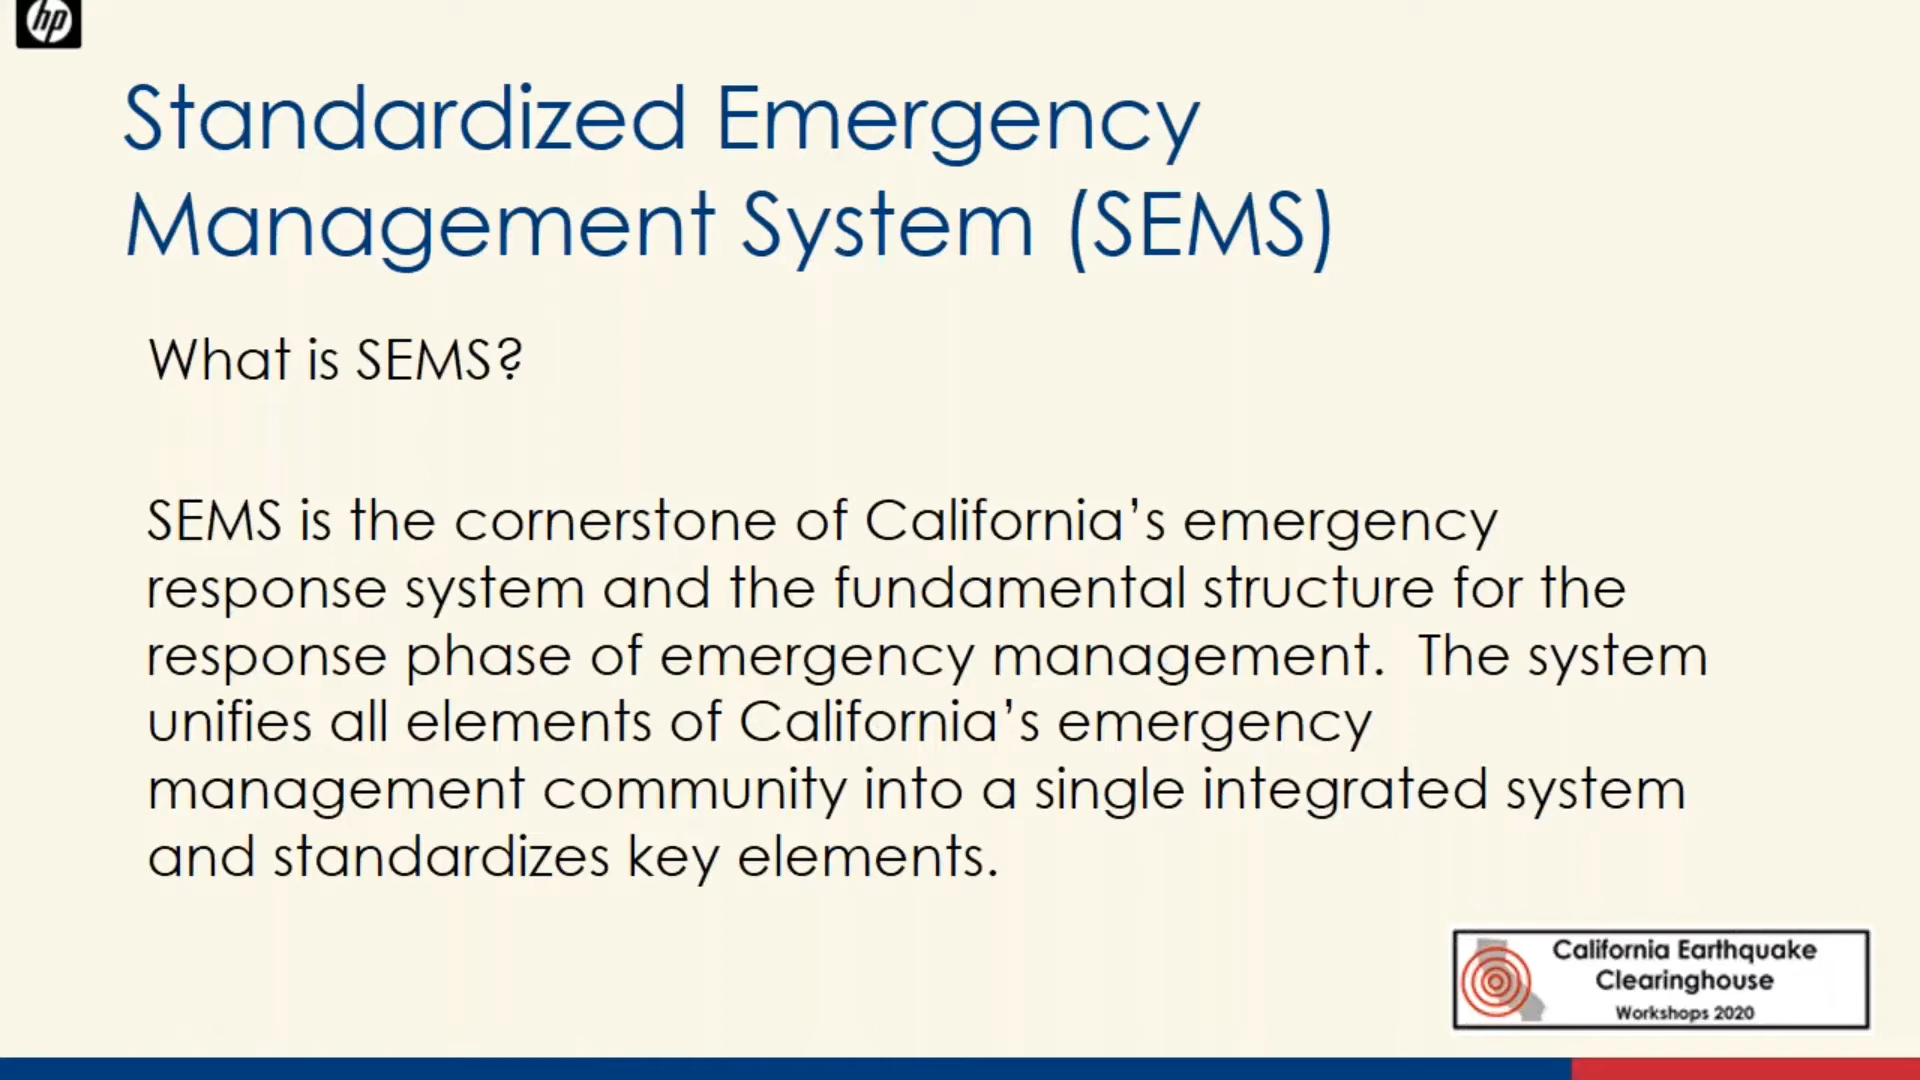 hp
Standardized Emergency
Management System (SEMS)
What is SEMS?
SEMS is the cornerstone of California’s emergency
response system and the fundamental structure for the
response phase of emergency management.  The system
unifies all elements of California’s emergency
management community into a single integrated system
and standardizes key elements.
California Earthquake
Clearinghouse
Workshops 2020